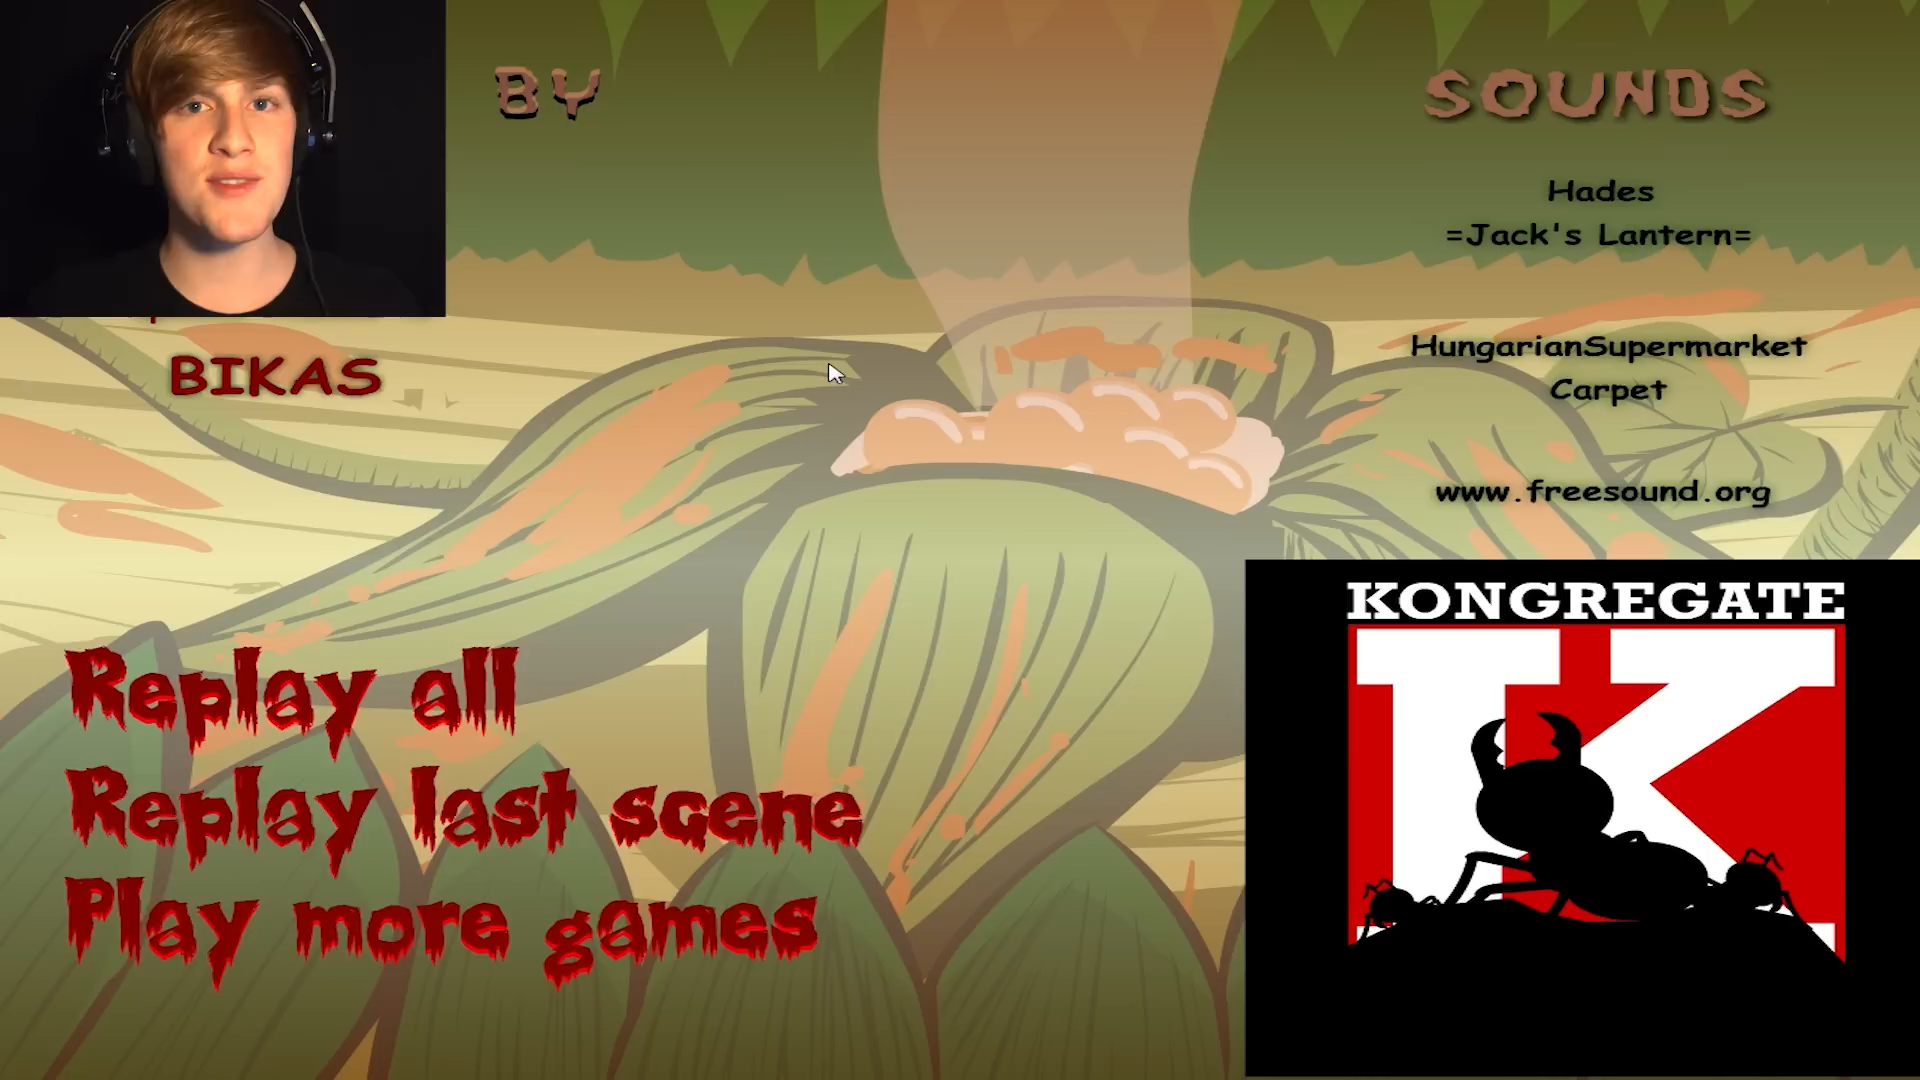 BY
BIKAS
SOUNDS
Hades
=Jack's Lantern=
HungarianSupermarket
Carpet
www.freesound.org
Replay all
Replay last scene
Play more games
KONGREGATE
K